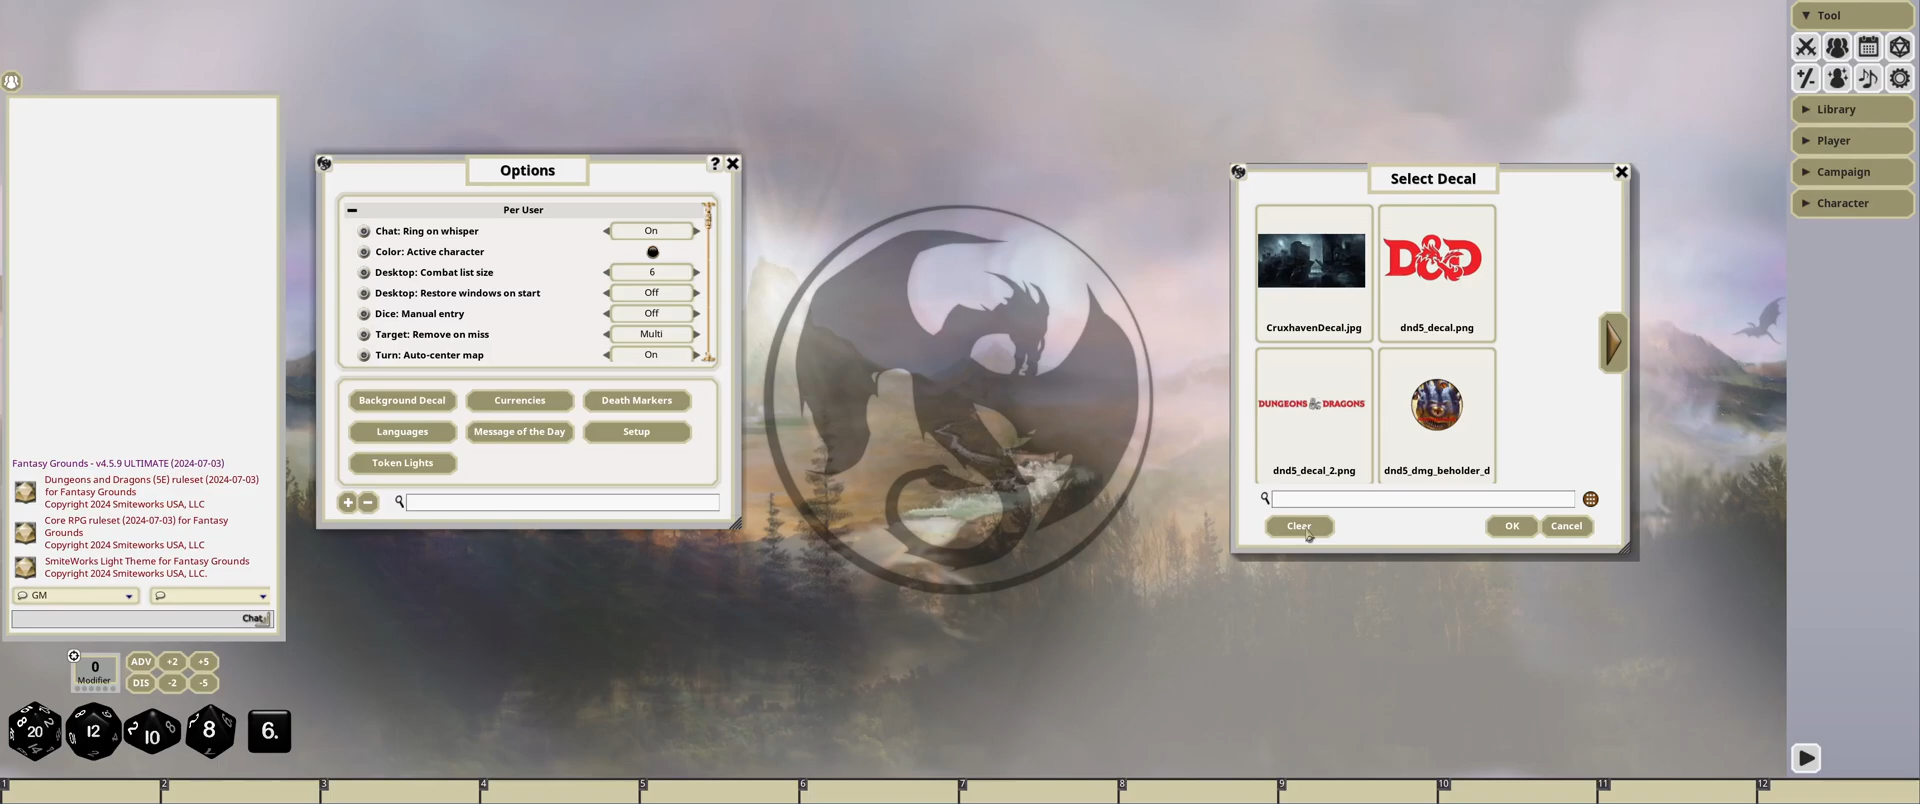 Tool
Library
Player
Campaign
Character
Options
?
Per User
Chat: Ring on whisper
On
Color: Active character
Desktop: Combat list size
6
Desktop: Restore windows on start
Off
Dice: Manual entry
Off
Target: Remove on miss
Multi
Turn: Auto-center map
On
Background Decal
Currencies
Death Markers
Languages
Message of the Day
Setup
Token Lights
Select Decal
CruxhavenDecal.jpg
D&D
dnd5_decal.png
DUNGEONS & DRAGONS
dnd5_decal_2.png
dnd5_dmg_beholder_d
Clear
OK
Cancel
Fantasy Grounds - v4.5.9 ULTIMATE (2024-07-03)
Dungeons and Dragons (5E) ruleset (2024-07-03)
for Fantasy Grounds
Copyright 2024 Smiteworks USA, LLC
Core RPG ruleset (2024-07-03) for Fantasy
Grounds
Copyright 2024 Smiteworks USA, LLC
SmiteWorks Light Theme for Fantasy Grounds
Copyright 2024 Smiteworks USA, LLC.
GM
Chat
0
Modifier
ADV
+2
+5
DIS
-2
-5
20
12
10
8
6.
1
2
3
4
5
6
7
8
9
10
11
12